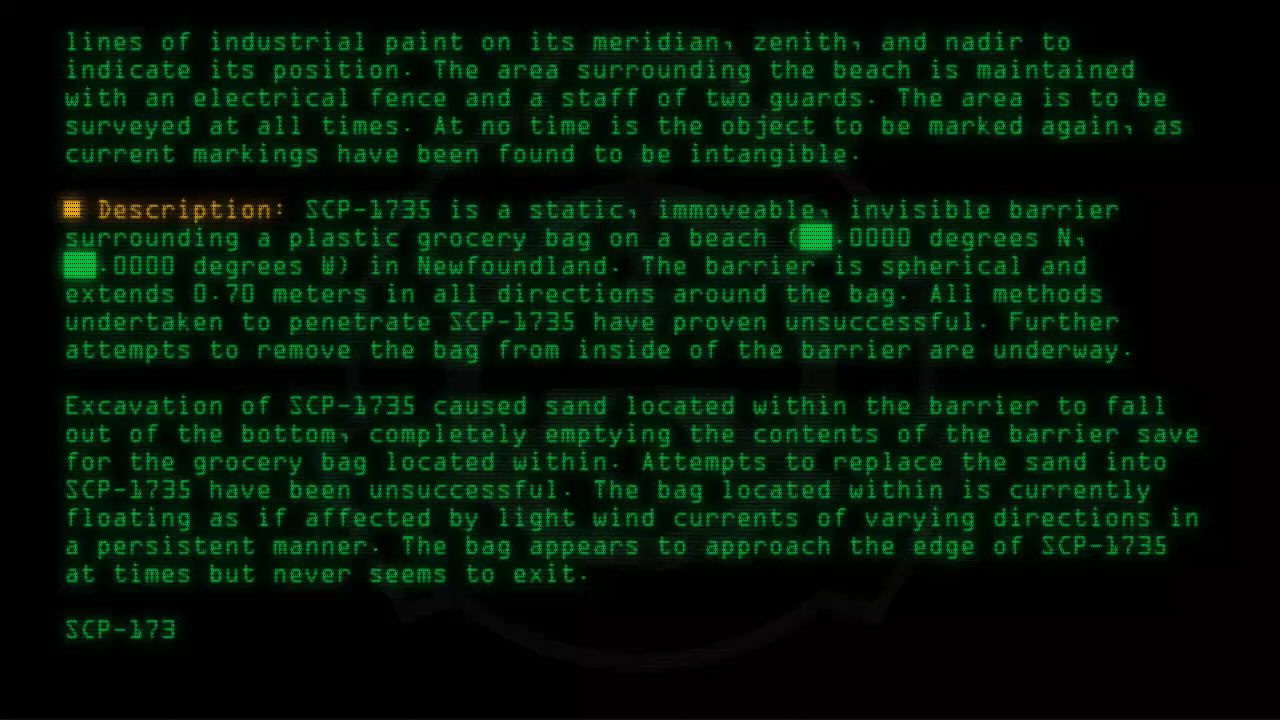 lines of industrial paint on its meridian, zenith, and nadir to
indicate its position. The area surrounding the beach is maintained
with an electrical fence and a staff of two guards. The area is to be
surveyed at all times. At no time is the object to be marked again, as
current markings have been found to be intangible.
Description: SCP-1735 is a static, immoveable, invisible barrier
surrounding a plastic grocery bag on a beach (██.0000 degrees N,
██.0000 degrees W) in Newfoundland. The barrier is spherical and
extends 0.70 meters in all directions around the bag. All methods
undertaken to penetrate SCP-1735 have proven unsuccessful. Further
attempts to remove the bag from inside of the barrier are underway.
Excavation of SCP-1735 caused sand located within the barrier to fall
out of the bottom, completely emptying the contents of the barrier save
for the grocery bag located within. Attempts to replace the sand into
SCP-1735 have been unsuccessful. The bag located within is currently
floating as if affected by light wind currents of varying directions in
a persistent manner. The bag appears to approach the edge of SCP-1735
at times but never seems to exit.
SCP-173